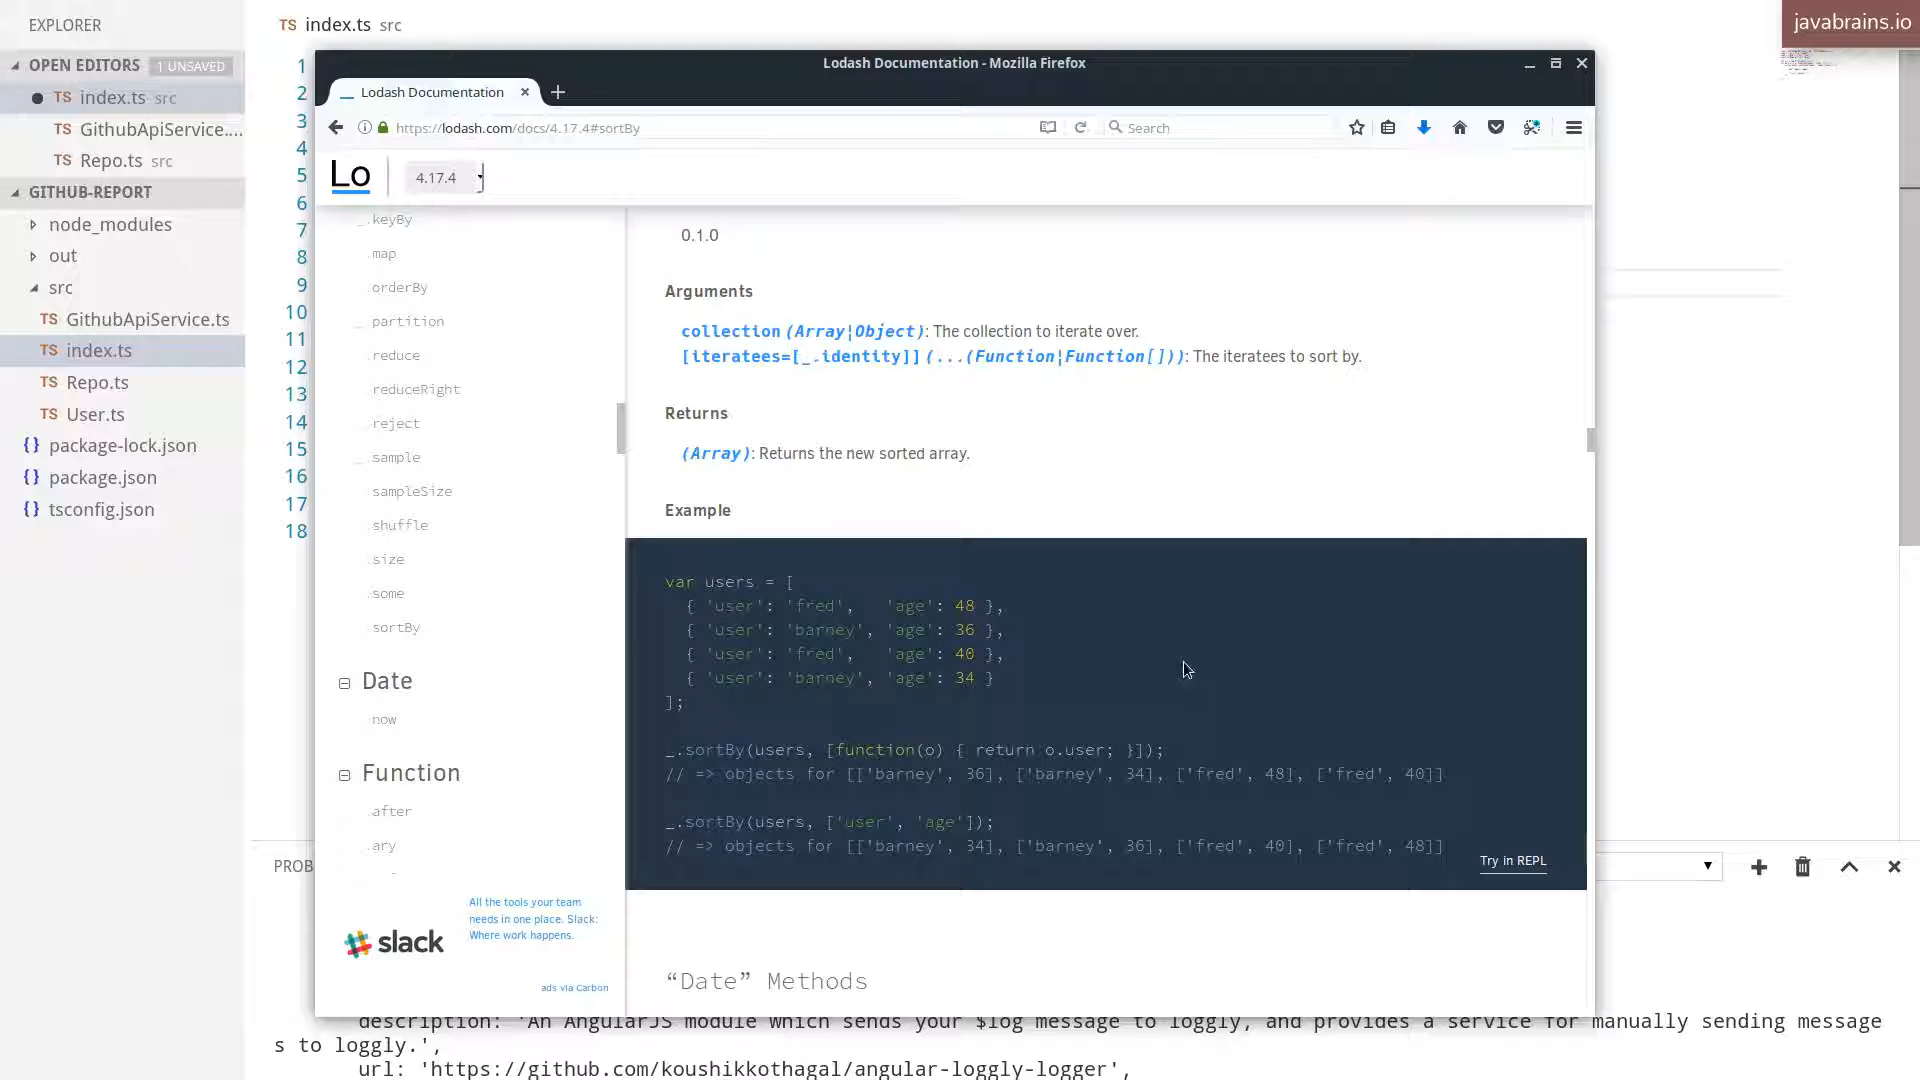 EXPLORER
OPEN EDITORS 1 UNSAVED
TS index.ts src
TS GithubApiService....
TS Repo.ts src
GITHUB-REPORT
node_modules
out
src
TS GithubApiService.ts
TS index.ts
TS Repo.ts
TS User.ts
{} package-lock.json
{} package.json
{} tsconfig.json
TS index.ts src
javabrains.io
1
2
3
4
5
6
7
8
9
10
11
12
13
14
15
16
17
18
Lodash Documentation - Mozilla Firefox
Lodash Documentation
https://lodash.com/docs/4.17.4#sortBy
Search
Lo
4.17.4
_.keyBy
.map
.orderBy
_.partition
.reduce
.reduceRight
.reject
_.sample
.sampleSize
.shuffle
.size
.some
.sortBy
Date
.now
Function
.after
.ary
slack
All the tools your team
needs in one place. Slack:
Where work happens.
ads via Carbon
0.1.0
Arguments
collection (Array|Object): The collection to iterate over.
[iteratees=[_.identity]] (...(Function|Function[])): The iteratees to sort by.
Returns
(Array): Returns the new sorted array.
Example
var users = [
{ 'user': 'fred', 'age': 48 },
{ 'user': 'barney', 'age': 36 },
{ 'user': 'fred', 'age': 40 },
{ 'user': 'barney', 'age': 34 }
];
_.sortBy(users, [function(o) { return o.user; }]);
// => objects for [['barney', 36], ['barney', 34], ['fred', 48], ['fred', 40]]
_.sortBy(users, ['user', 'age']);
// => objects for [['barney', 34], ['barney', 36], ['fred', 40], ['fred', 48]]
Try in REPL
“Date” Methods
PROB
description: 'An AngularJS module which sends your $log message to loggly, and provides a service for manually sending message
s to loggly.',
url: 'https://github.com/koushikkothagal/angular-loggly-logger',